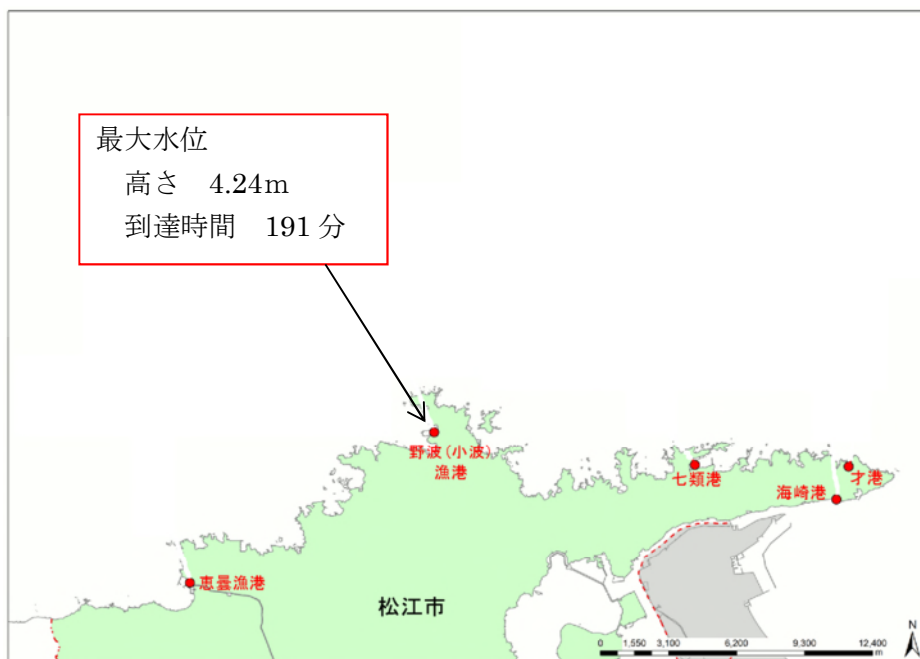 最大水位
高さ 4.24m
到達時間 191分
野波(小波)
漁港
七類港
才港
海崎港
恵曇漁港
松江市
N
0 1,550 3,100 6,200 9,300 12,400
m